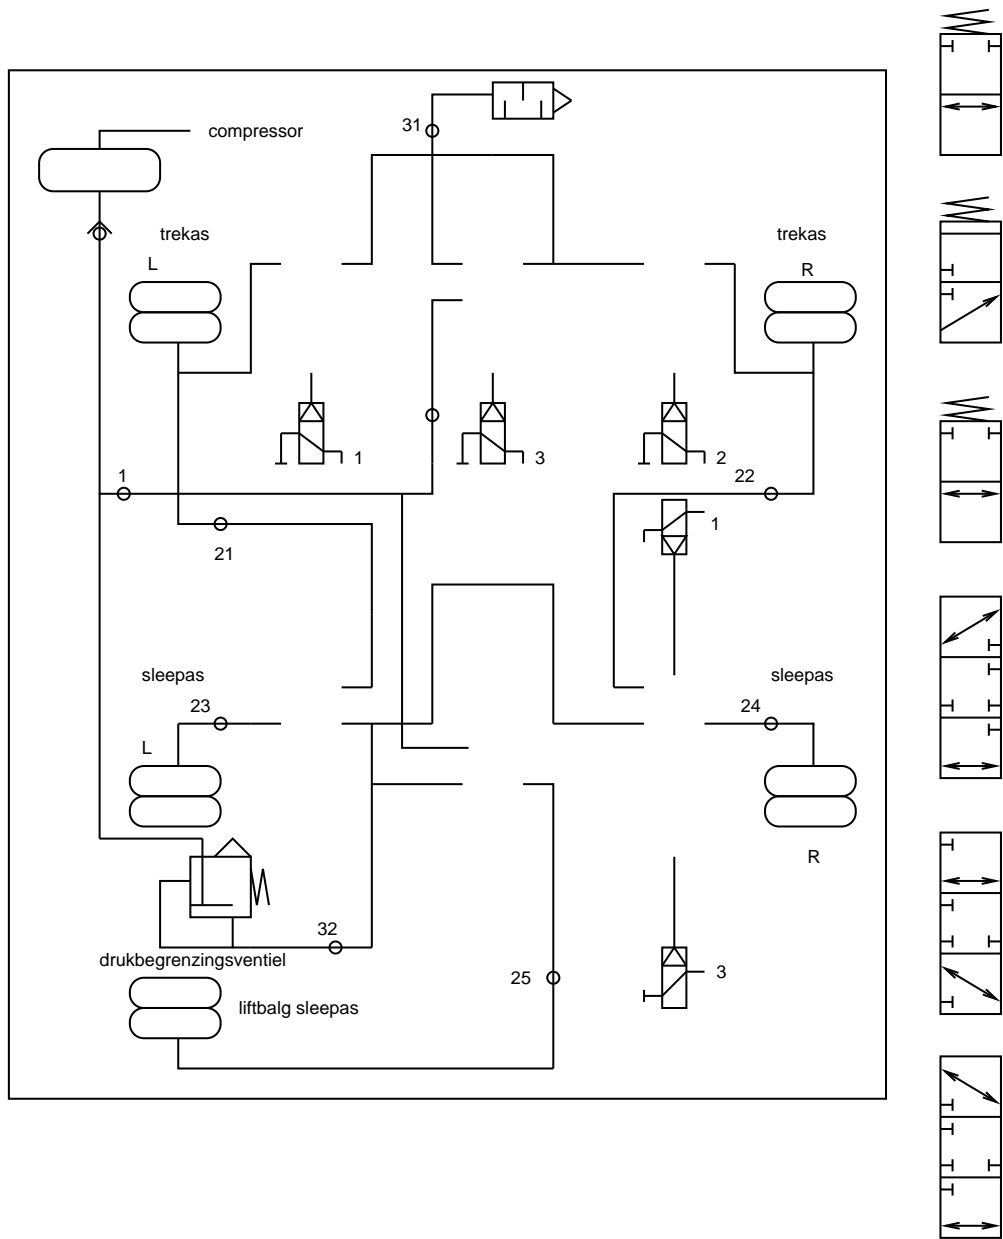 31
compressor
trekas
L
trekas
R
1
3
2
1
22
1
21
sleepas
23
sleepas
24
L
R
32
drukbegrenzingsventiel
25
3
liftbalg sleepas